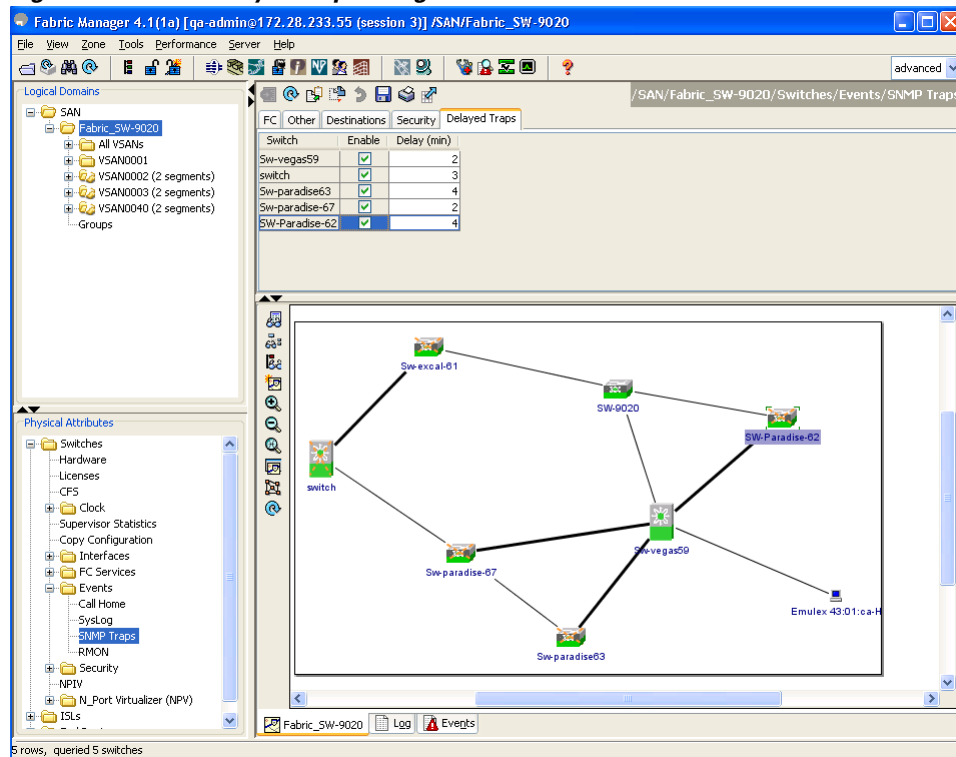 Fabric Manager 4.1(1a) [qa-admin@172.28.233.55 (session 3)] /SAN/Fabric_SW-9020
File View Zone Tools Performance Server Help
advanced
Logical Domains
/SAN/Fabric_SW-9020/Switches/Events/SNMP Traps
SAN
Fabric_SW-9020
All VSANs
VSAN0001
VSAN0002 (2 segments)
VSAN0003 (2 segments)
VSAN0040 (2 segments)
Groups
FC Other Destinations Security Delayed Traps
Switch Enable Delay (min)
Sw-vegas59 2
switch 3
Sw-paradise63 4
Sw-paradise-67 2
SW-Paradise-62 4
Physical Attributes
Switches
Hardware
Licenses
CFS
Clock
Supervisor Statistics
Copy Configuration
Interfaces
FC Services
Events
Call Home
SysLog
SNMP Traps
RMON
Security
NPIV
N_Port Virtualizer (NPV)
ISLs
Sw-excal-61
SW-9020
SW-Paradise-62
switch
Sw-vegas59
Sw-paradise-67
Emulex 43:01:ca-H
Sw-paradise63
Fabric_SW-9020 Log Events
5 rows, queried 5 switches